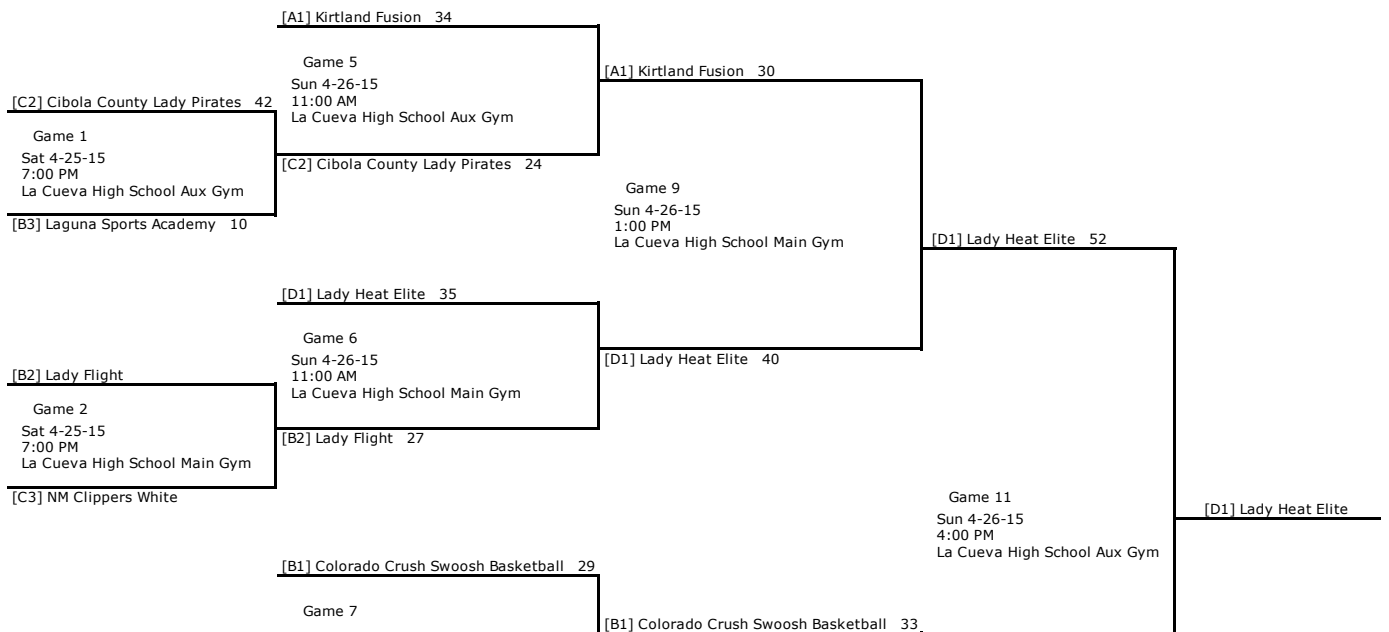 [A1] Kirtland Fusion 34
Game 5
Sun 4-26-15
11:00 AM
La Cueva High School Aux Gym
[A1] Kirtland Fusion 30
[C2] Cibola County Lady Pirates 42
Game 1
Sat 4-25-15
7:00 PM
La Cueva High School Aux Gym
[C2] Cibola County Lady Pirates 24
[B3] Laguna Sports Academy 10
Game 9
Sun 4-26-15
1:00 PM
La Cueva High School Main Gym
[D1] Lady Heat Elite 52
[D1] Lady Heat Elite 35
Game 6
Sun 4-26-15
11:00 AM
La Cueva High School Main Gym
[D1] Lady Heat Elite 40
[B2] Lady Flight
Game 2
Sat 4-25-15
7:00 PM
La Cueva High School Main Gym
[B2] Lady Flight 27
[C3] NM Clippers White
Game 11
Sun 4-26-15
4:00 PM
La Cueva High School Aux Gym
[D1] Lady Heat Elite
[B1] Colorado Crush Swoosh Basketball 29
Game 7
[B1] Colorado Crush Swoosh Basketball 33